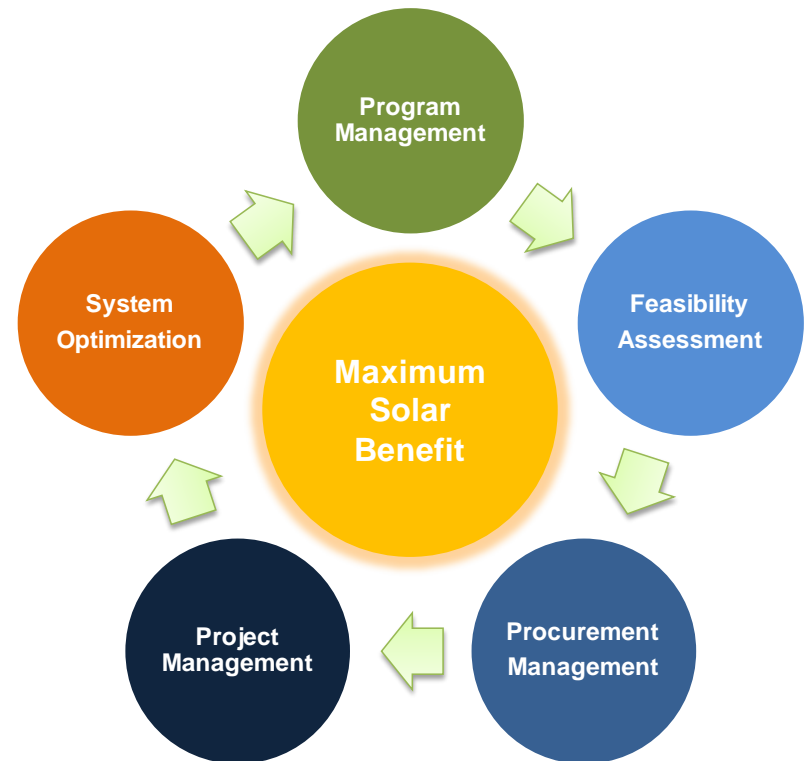 Program
Management
Feasibility
Assessment
Procurement
Management
Project
Management
System
Optimization
Maximum
Solar
Benefit